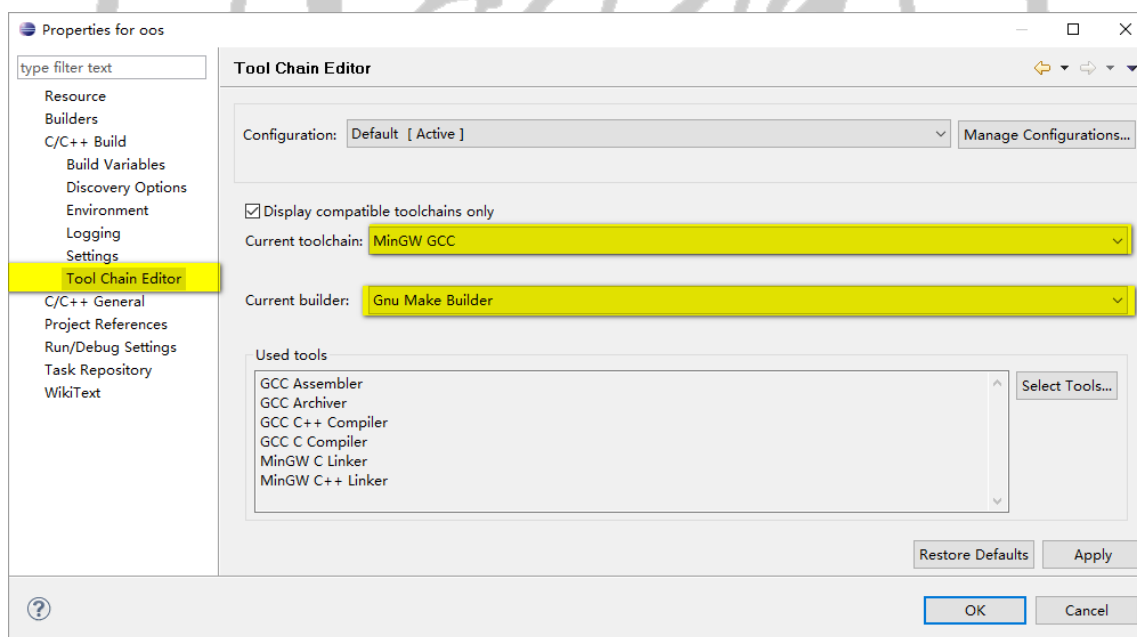 Properties for oos
type filter text
Resource
Builders
C/C++ Build
Build Variables
Discovery Options
Environment
Logging
Settings
Tool Chain Editor
C/C++ General
Project References
Run/Debug Settings
Task Repository
WikiText
Tool Chain Editor
Configuration: Default [ Active ] Manage Configurations...
Display compatible toolchains only
Current toolchain: MinGW GCC
Current builder: Gnu Make Builder
Used tools
GCC Assembler
GCC Archiver
GCC C++ Compiler
GCC C Compiler
MinGW C Linker
MinGW C++ Linker
Select Tools...
Restore Defaults Apply
? OK Cancel